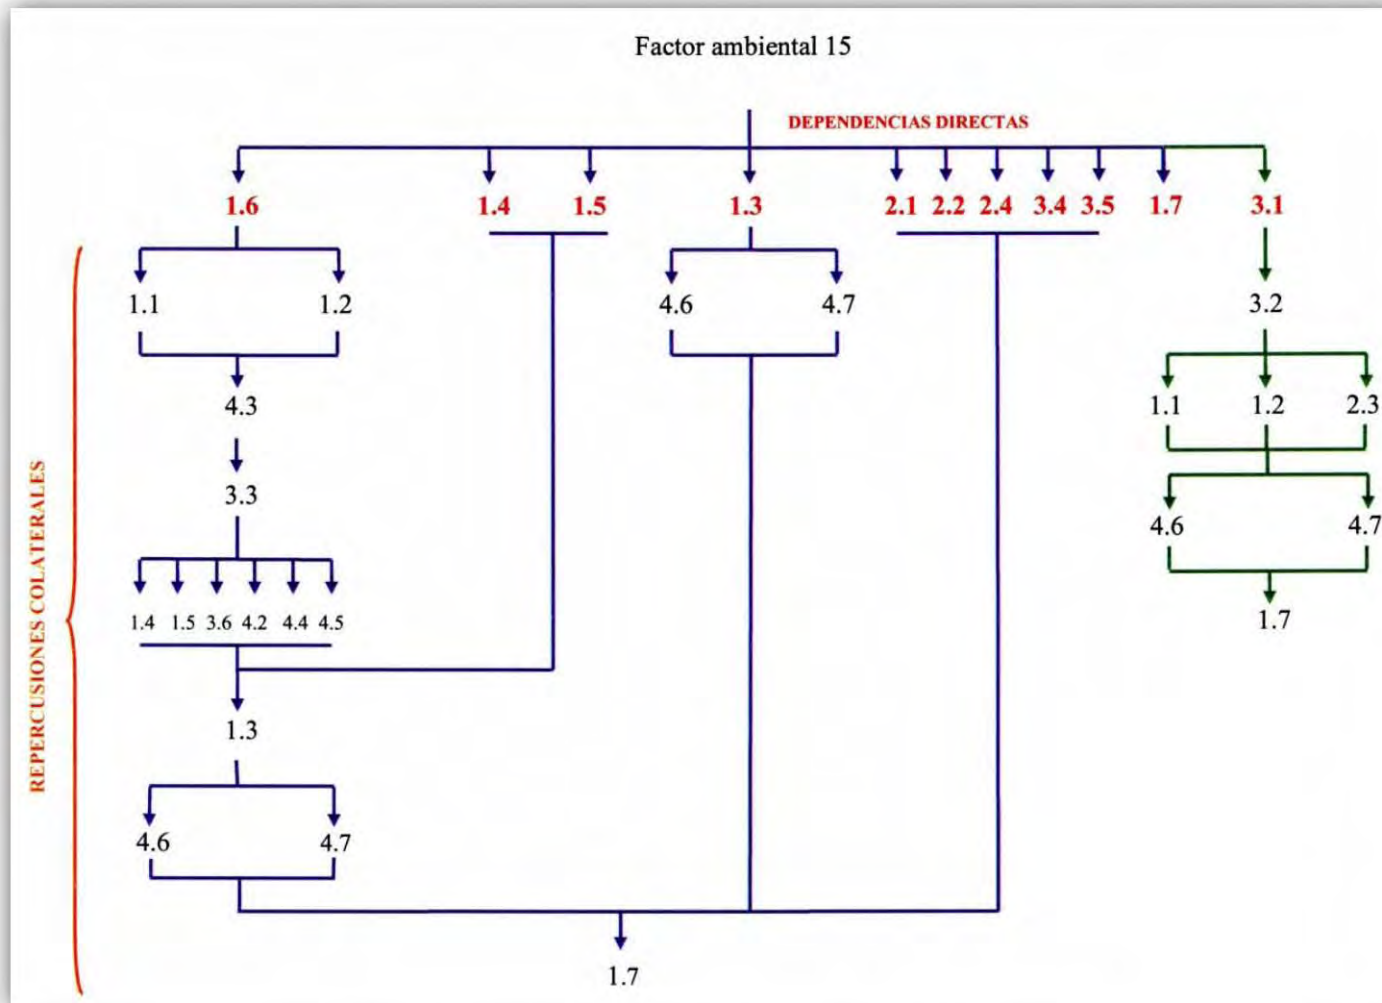 Factor ambiental 15
DEPENDENCIAS DIRECTAS
1.6 1.4 1.5 1.3 2.1 2.2 2.4 3.4 3.5 1.7 3.1
REPERCUSIONES COLATERALES
1.1 1.2 4.6 4.7 3.2
4.3 1.1 1.2 2.3
3.3
4.6 4.7
1.4 1.5 3.6 4.2 4.4 4.5 1.7
1.3
4.6 4.7
1.7